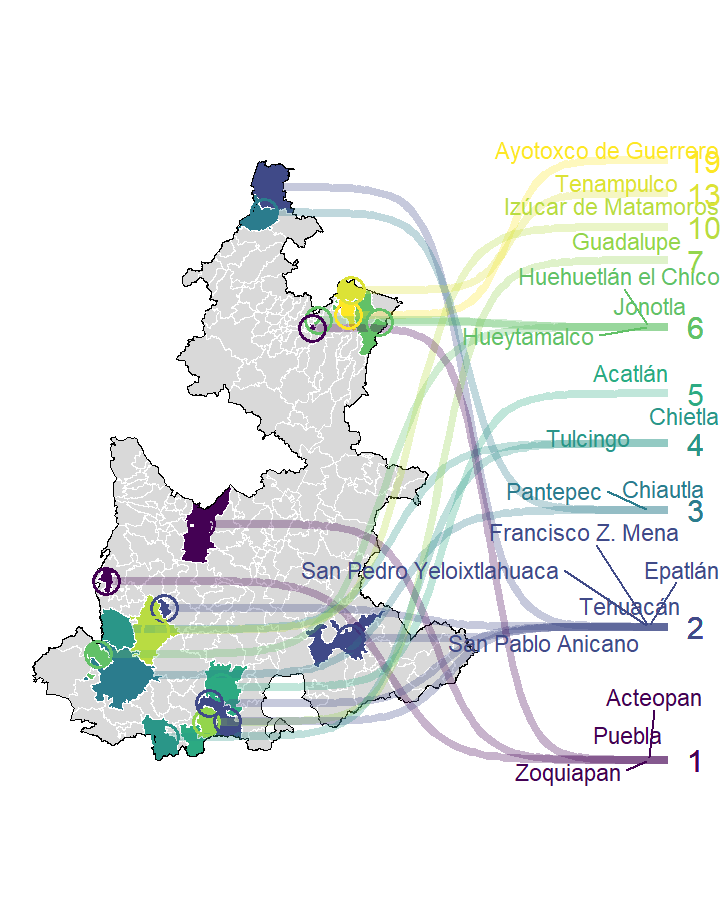 Ayotoxco de Guerrero
19
Tenampulco
13
Izúcar de Matamoros
10
Guadalupe
7
Huehuetlán el Chico
Jonotla
Hueytamalco
6
Acatlán
5
Chietla
Tulcingo
4
Pantepec
Chiautla
3
Francisco Z. Mena
San Pedro Yeloixtlahuaca
Epatlán
Tehuacán
San Pablo Anicano
2
Acteopan
Puebla
Zoquiapan
1